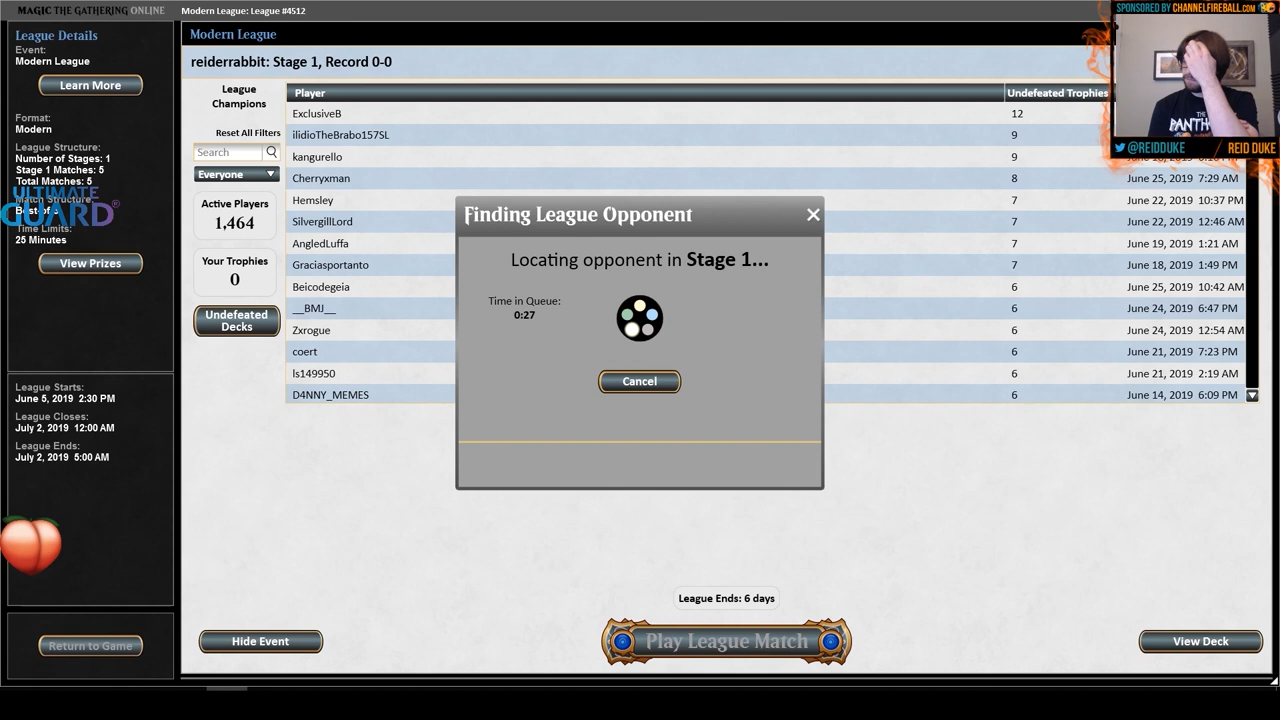 MAGIC THE GATHERING ONLINE
Modern League: League #4512
SPONSORED BY CHANNELFIREBALL.COM
League Details
Event:
Modern League
Learn More
Format:
Modern
League Structure:
Number of Stages: 1
Stage 1 Matches: 5
Total Matches: 5
ULTIMATE
GUARD®
Match Structure:
Best-of
Time Limits:
25 Minutes
View Prizes
League Starts:
June 5, 2019 2:30 PM
League Closes:
July 2, 2019 12:00 AM
League Ends:
July 2, 2019 5:00 AM
Return to Game
Modern League
reiderrabbit: Stage 1, Record 0-0
League
Champions
Reset All Filters
Search
Everyone
Active Players
1,464
Your Trophies
0
Undefeated
Decks
Player Undefeated Trophies
ExclusiveB 12
ilidioTheBrabo157SL 9
kangurello 9
Cherryxman 8 June 25, 2019 7:29 AM
Hemsley 7 June 22, 2019 10:37 PM
SilvergillLord 7 June 22, 2019 12:46 AM
AngledLuffa 7 June 19, 2019 1:21 AM
Graciasportanto 7 June 18, 2019 1:49 PM
Beicodegeia 6 June 25, 2019 10:42 AM
__BMJ__ 6 June 24, 2019 6:47 PM
Zxrogue 6 June 24, 2019 12:54 AM
coert 6 June 21, 2019 7:23 PM
ls149950 6 June 21, 2019 2:19 AM
D4NNY_MEMES 6 June 14, 2019 6:09 PM
Finding League Opponent
Locating opponent in Stage 1...
Time in Queue:
0:27
Cancel
THE
PANTH
@REIDDUKE / REID DUKE
League Ends: 6 days
Hide Event
Play League Match
View Deck